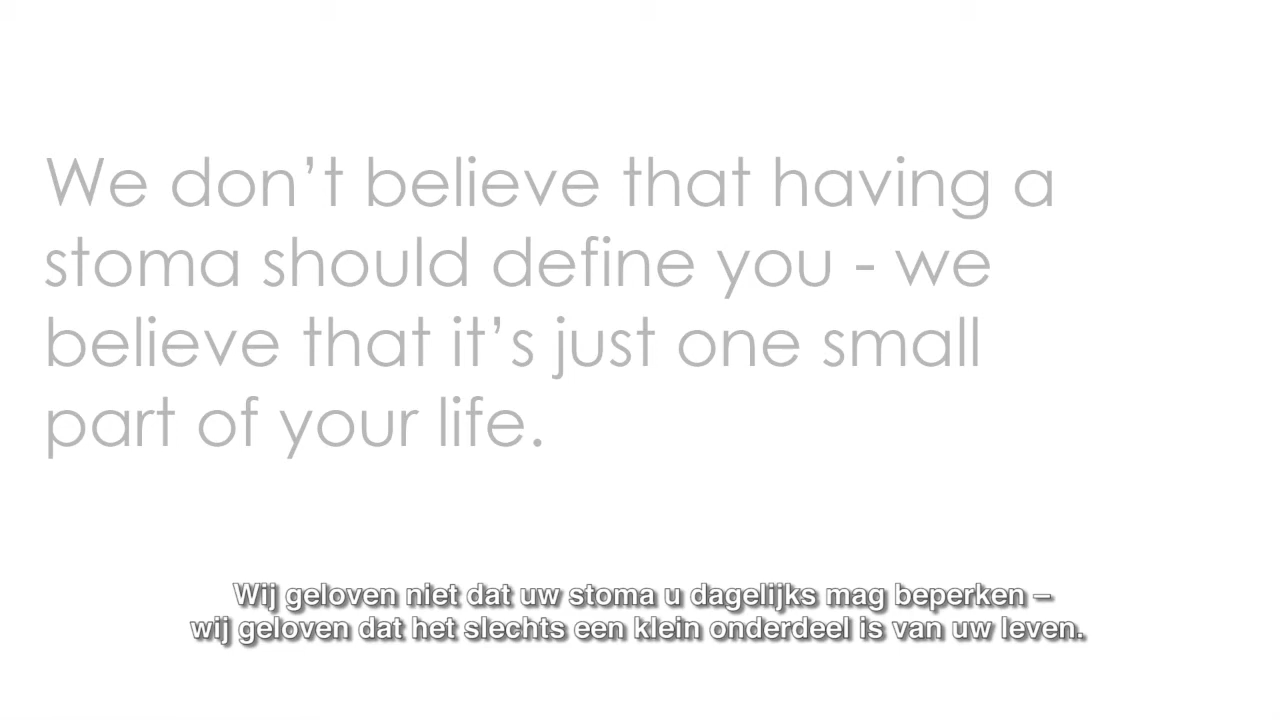 We don’t believe that having a
stoma should define you - we
believe that it’s just one small
part of your life.
Wij geloven niet dat uw stoma u dagelijks mag beperken –
wij geloven dat het slechts een klein onderdeel is van uw leven.